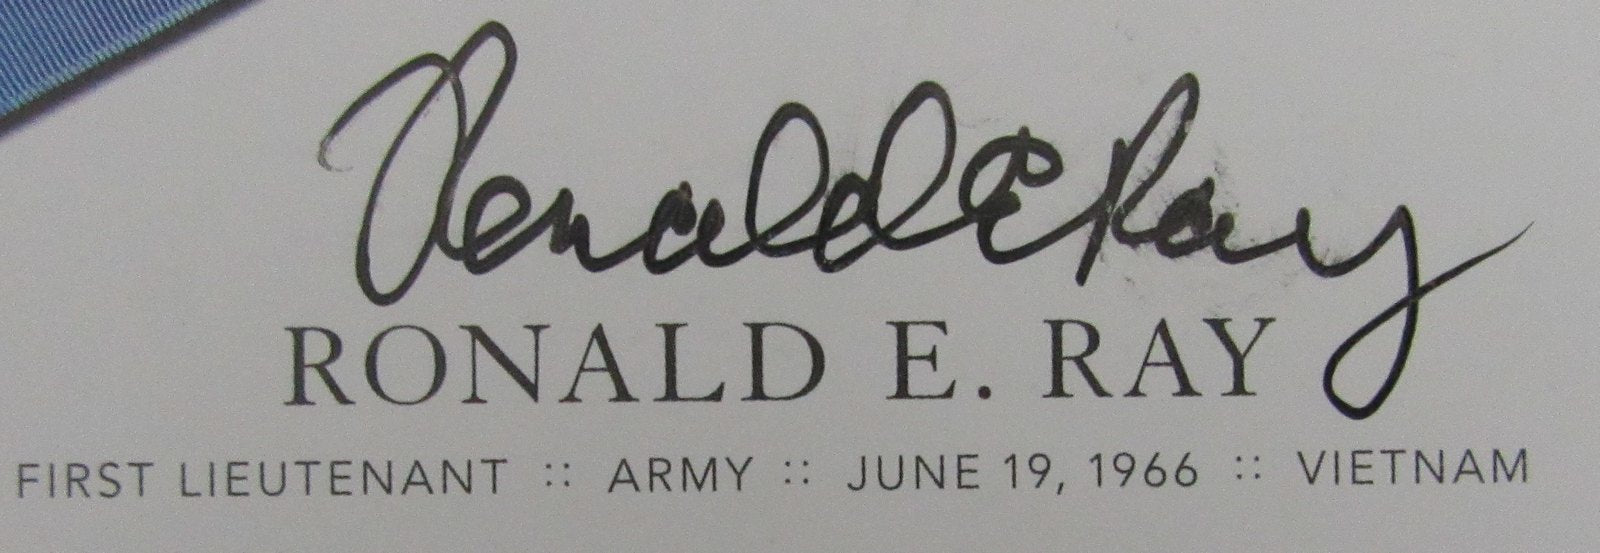 Ronald E Ray
RONALD E. RAY
FIRST LIEUTENANT :: ARMY :: JUNE 19, 1966 :: VIETNAM